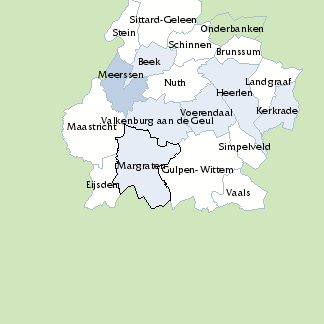 Sittard-Geleen
Stein
Onderbanken
Schinnen
Brunssum
Beek
Meerssen
Nuth
Landgraaf
Heerlen
Kerkrade
Voerendaal
Valkenburg aan de Geul
Maastricht
Simpelveld
Margraten
Gulpen- Wittem
Eijsden
Vaals